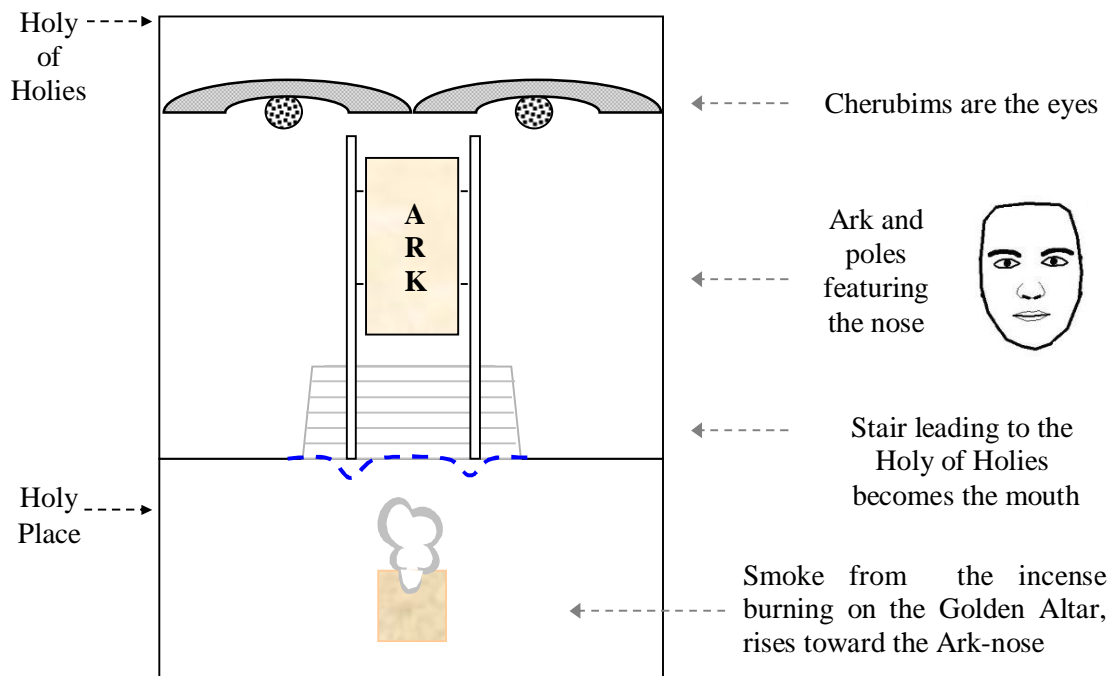 Holy
of
Holies
Cherubims are the eyes
A
R
K
Ark and
poles
featuring
the nose
Stair leading to the
Holy of Holies
becomes the mouth
Holy
Place
Smoke from the incense
burning on the Golden Altar,
rises toward the Ark-nose